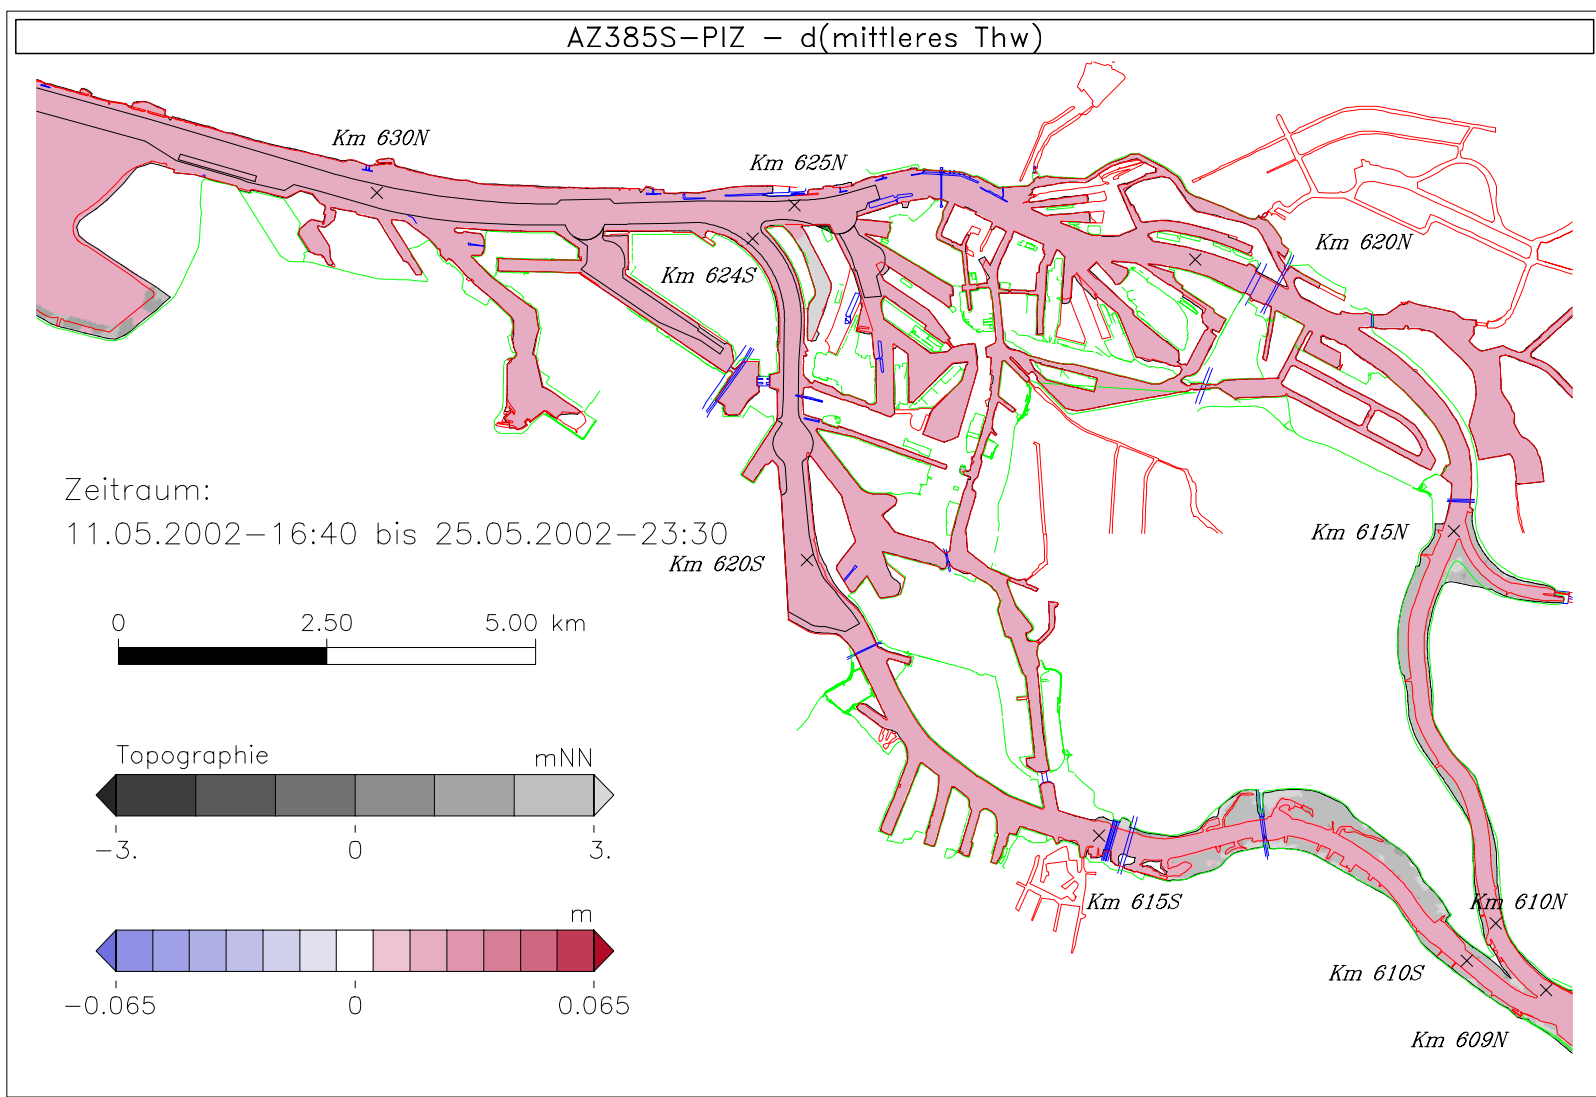 AZ385S-PIZ - d(mittleres Thw)
Km 630N
Km 625N
Km 620N
Km 624S
Zeitraum:
11.05.2002-16:40 bis 25.05.2002-23:30
Km 615N
Km 620S
0 2.50 5.00 km
Topographie mNN
-3. 0 3.
Km 615S
Km 610N
m
Km 610S
-0.065 0 0.065
Km 609N